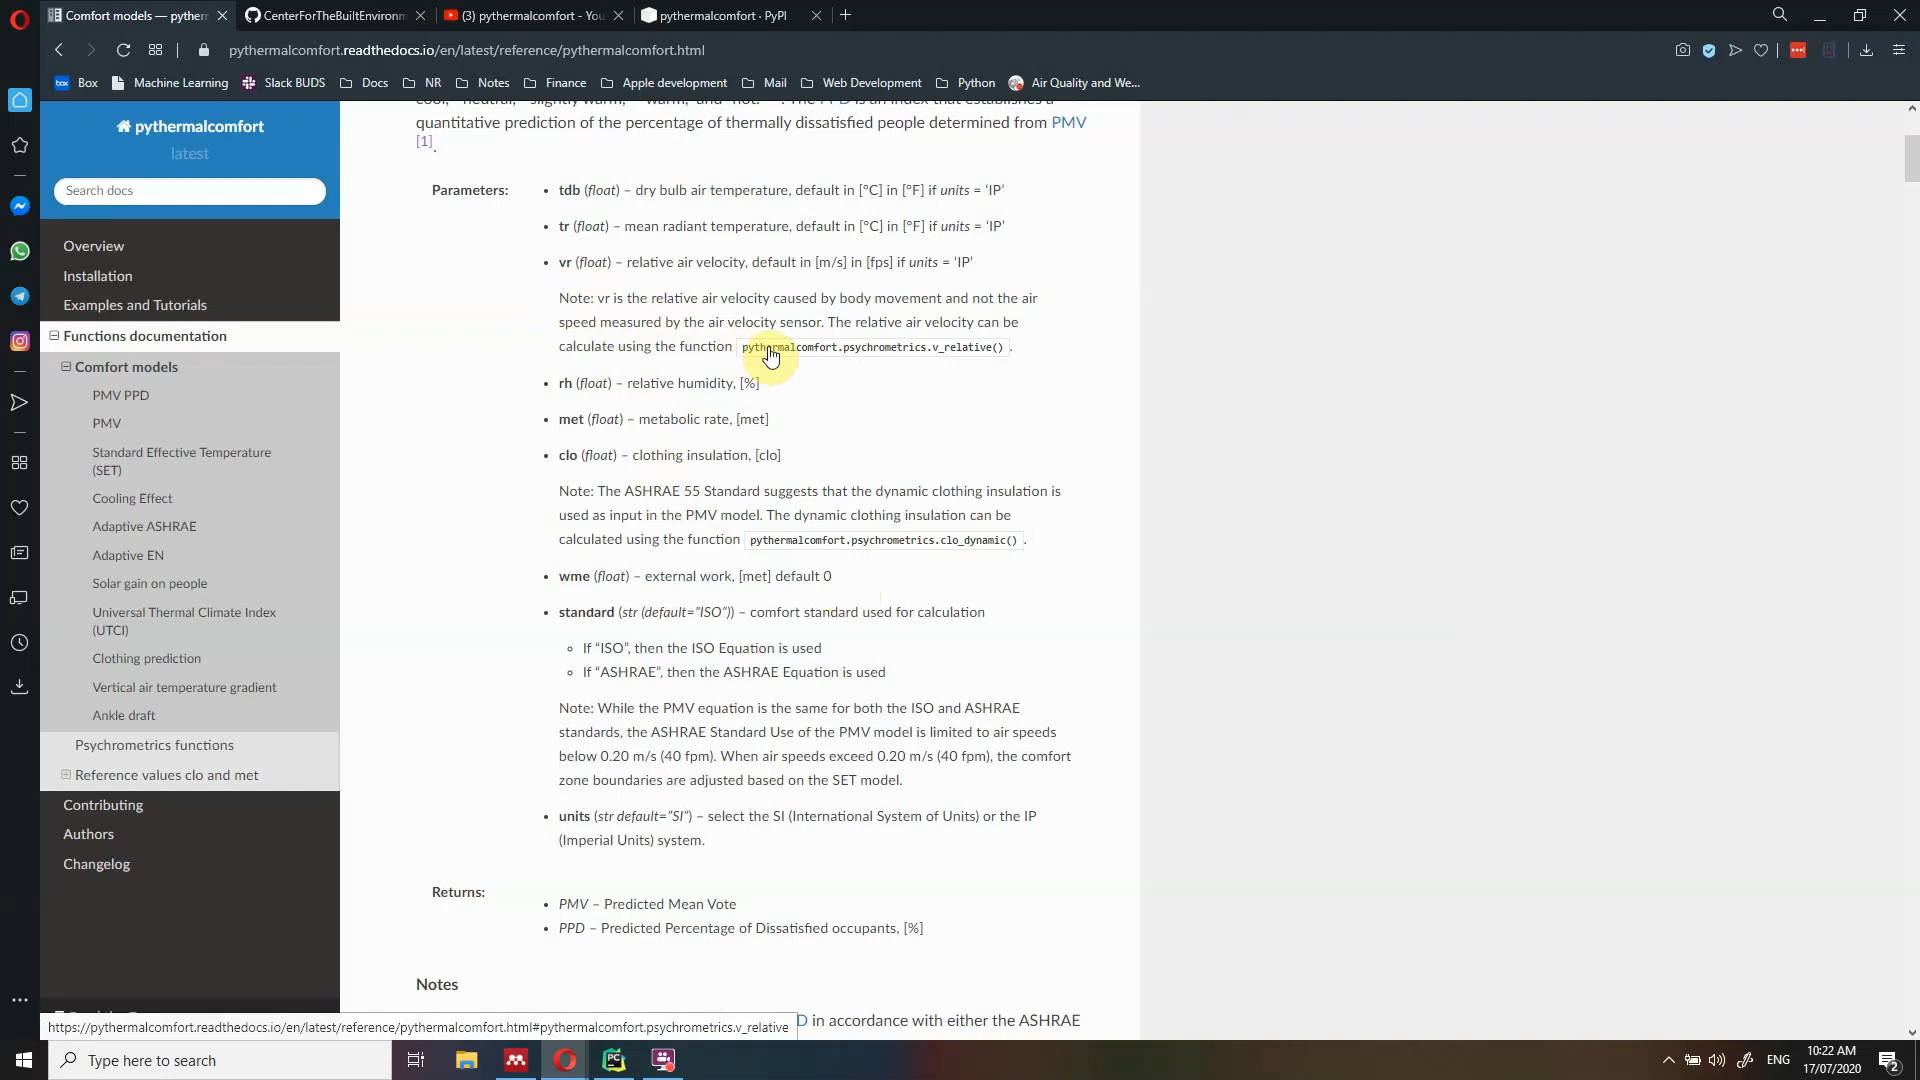 Comfort models — pytherm
CenterForTheBuiltEnvironm
(3) pythermalcomfort - You
pythermalcomfort · PyPI
pythermalcomfort.readthedocs.io/en/latest/reference/pythermalcomfort.html
box Box
Machine Learning
Slack BUDS
Docs
NR
Notes
Finance
Apple development
Mail
Web Development
Python
Air Quality and We...
pythermalcomfort
latest
Search docs
Overview
Installation
Examples and Tutorials
Functions documentation
Comfort models
PMV PPD
PMV
Standard Effective Temperature
(SET)
Cooling Effect
Adaptive ASHRAE
Adaptive EN
Solar gain on people
Universal Thermal Climate Index
(UTCI)
Clothing prediction
Vertical air temperature gradient
Ankle draft
Psychrometrics functions
Reference values clo and met
Contributing
Authors
Changelog
quantitative prediction of the percentage of thermally dissatisfied people determined from PMV
[1].
Parameters:
• tdb (float) – dry bulb air temperature, default in [°C] in [°F] if units = ‘IP’
• tr (float) – mean radiant temperature, default in [°C] in [°F] if units = ‘IP’
• vr (float) – relative air velocity, default in [m/s] in [fps] if units = ‘IP’
Note: vr is the relative air velocity caused by body movement and not the air
speed measured by the air velocity sensor. The relative air velocity can be
calculate using the function pythermalcomfort.psychrometrics.v_relative() .
• rh (float) – relative humidity, [%]
• met (float) – metabolic rate, [met]
• clo (float) – clothing insulation, [clo]
Note: The ASHRAE 55 Standard suggests that the dynamic clothing insulation is
used as input in the PMV model. The dynamic clothing insulation can be
calculated using the function pythermalcomfort.psychrometrics.clo_dynamic() .
• wme (float) – external work, [met] default 0
• standard (str (default=”ISO”)) – comfort standard used for calculation
◦ If “ISO”, then the ISO Equation is used
◦ If “ASHRAE”, then the ASHRAE Equation is used
Note: While the PMV equation is the same for both the ISO and ASHRAE
standards, the ASHRAE Standard Use of the PMV model is limited to air speeds
below 0.20 m/s (40 fpm). When air speeds exceed 0.20 m/s (40 fpm), the comfort
zone boundaries are adjusted based on the SET model.
• units (str default=”SI”) – select the SI (International System of Units) or the IP
(Imperial Units) system.
Returns:
• PMV – Predicted Mean Vote
• PPD – Predicted Percentage of Dissatisfied occupants, [%]
Notes
D in accordance with either the ASHRAE
https://pythermalcomfort.readthedocs.io/en/latest/reference/pythermalcomfort.html#pythermalcomfort.psychrometrics.v_relative
Type here to search
PC
ENG
10:22 AM
17/07/2020
2